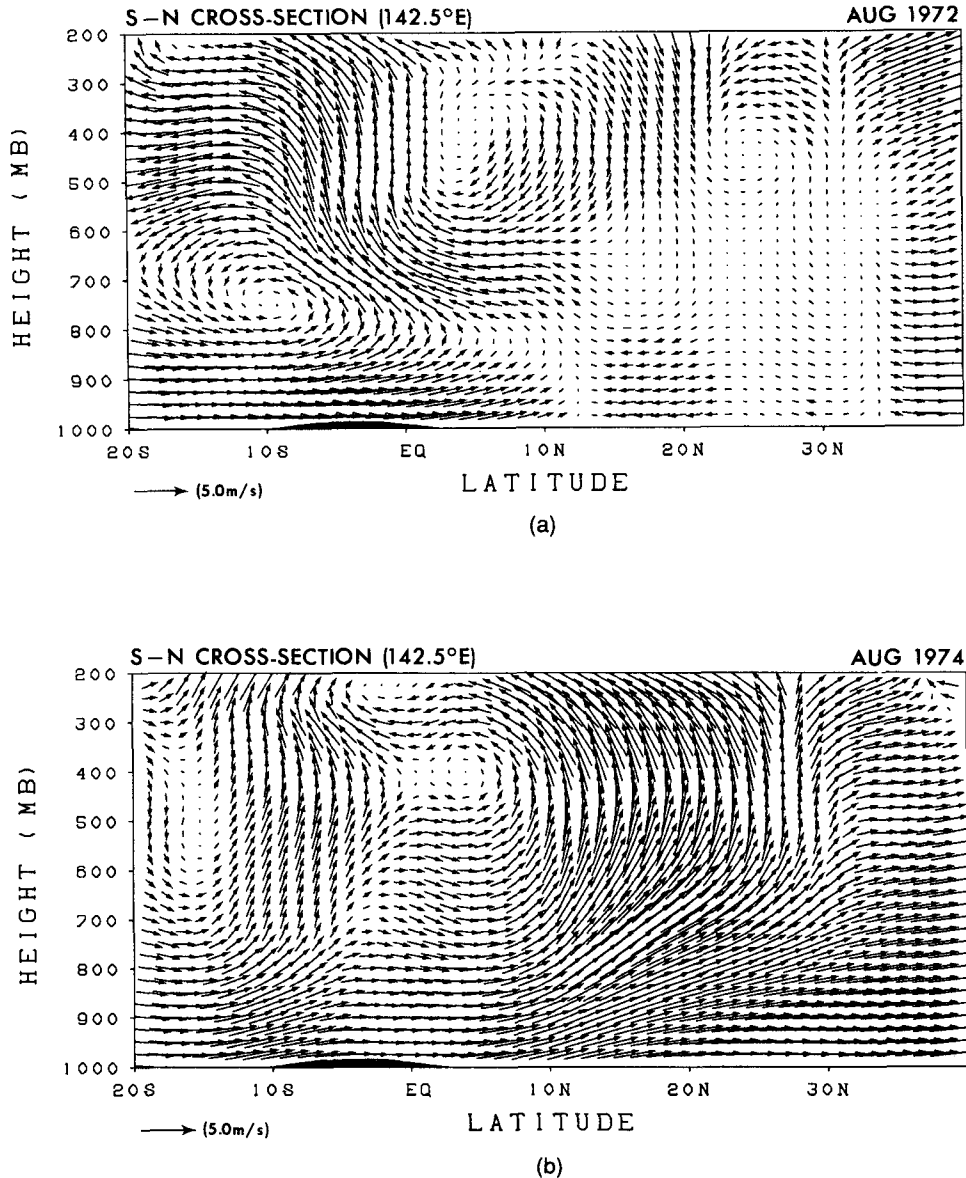 S–N CROSS-SECTION (142.5°E) AUG 1972
200
300
400
500
600
700
800
900
1000
HEIGHT (MB)
20S 10S EQ 10N 20N 30N
LATITUDE
(5.0m/s)
(a)
S–N CROSS-SECTION (142.5°E) AUG 1974
200
300
400
500
600
700
800
900
1000
HEIGHT (MB)
20S 10S EQ 10N 20N 30N
LATITUDE
(5.0m/s)
(b)